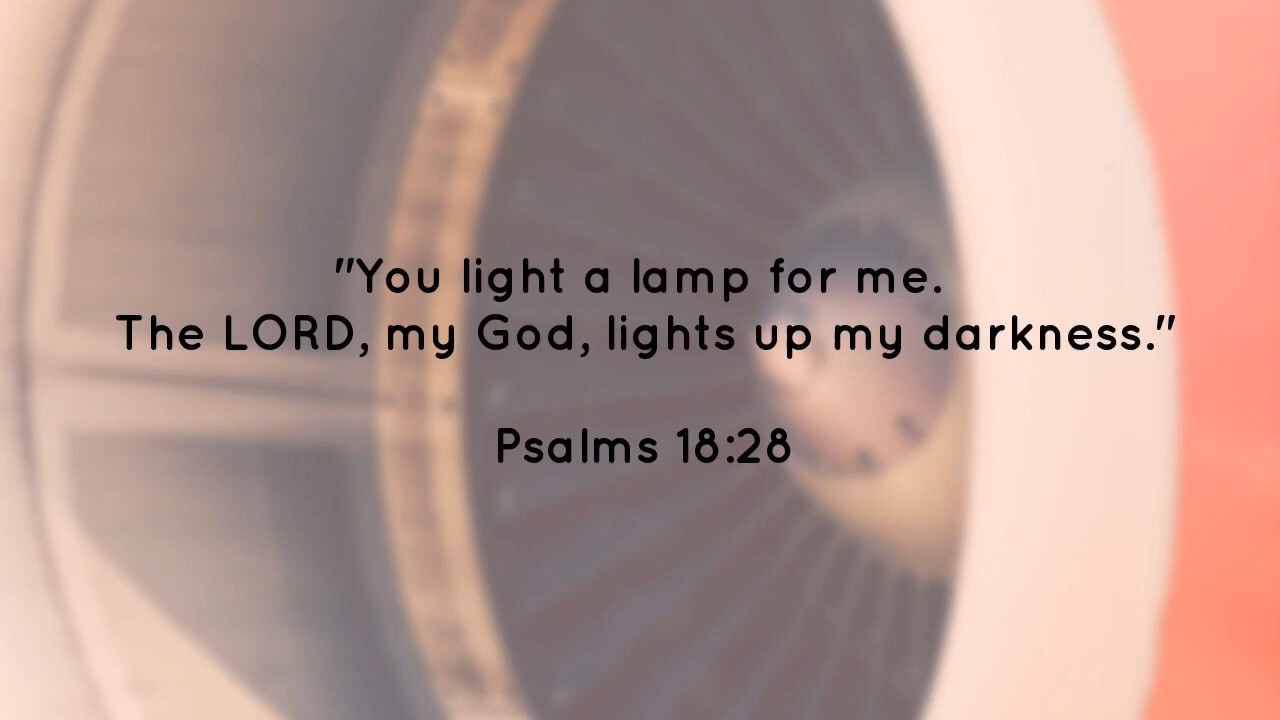 "You light a lamp for me.
The LORD, my God, lights up my darkness."
Psalms 18:28